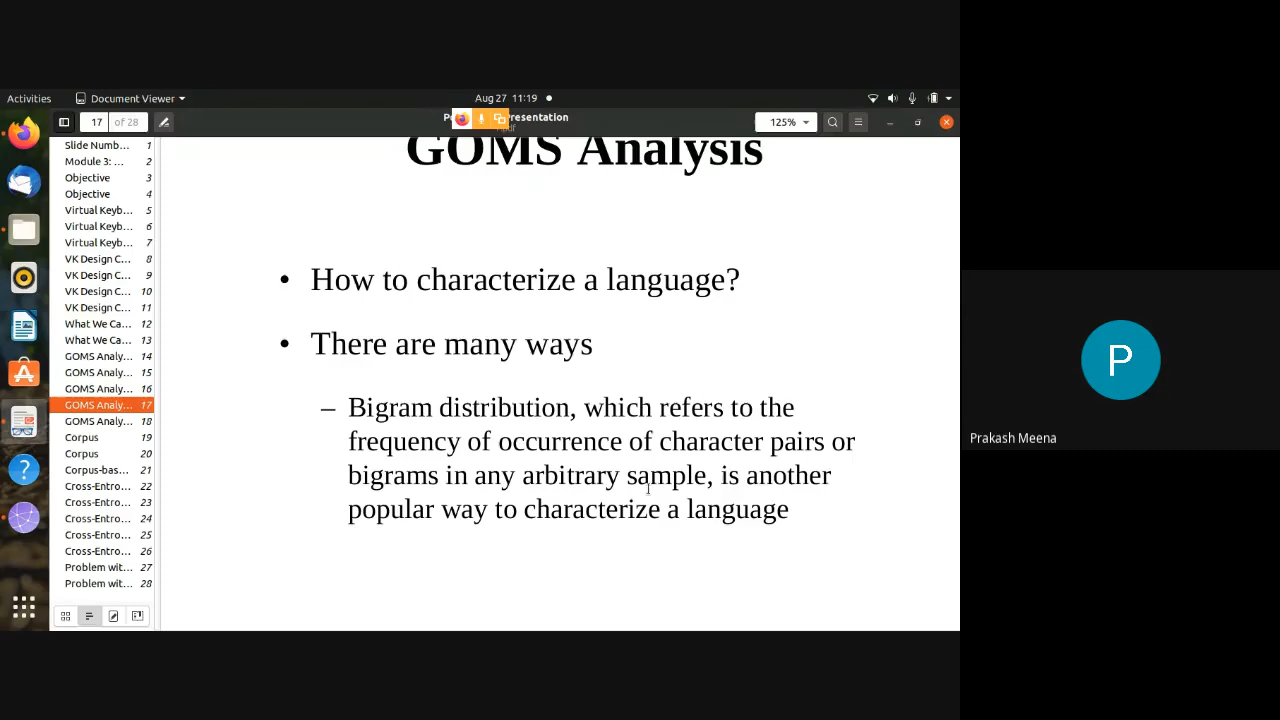 Activities Document Viewer Aug 27 11:19
17 of 28 Presentation 125%
Slide Numb... 1
Module 3: ... 2
Objective 3
Objective 4
Virtual Keyb... 5
Virtual Keyb... 6
Virtual Keyb... 7
VK Design C... 8
VK Design C... 9
VK Design C... 10
VK Design C... 11
What We Ca... 12
What We Ca... 13
GOMS Analy... 14
GOMS Analy... 15
GOMS Analy... 16
GOMS Analy... 17
GOMS Analy... 18
Corpus 19
Corpus 20
Corpus-bas... 21
Cross-Entro... 22
Cross-Entro... 23
Cross-Entro... 24
Cross-Entro... 25
Cross-Entro... 26
Problem wit... 27
Problem wit... 28
GOMS Analysis
• How to characterize a language?
• There are many ways
– Bigram distribution, which refers to the
frequency of occurrence of character pairs or
bigrams in any arbitrary sample, is another
popular way to characterize a language
P
Prakash Meena